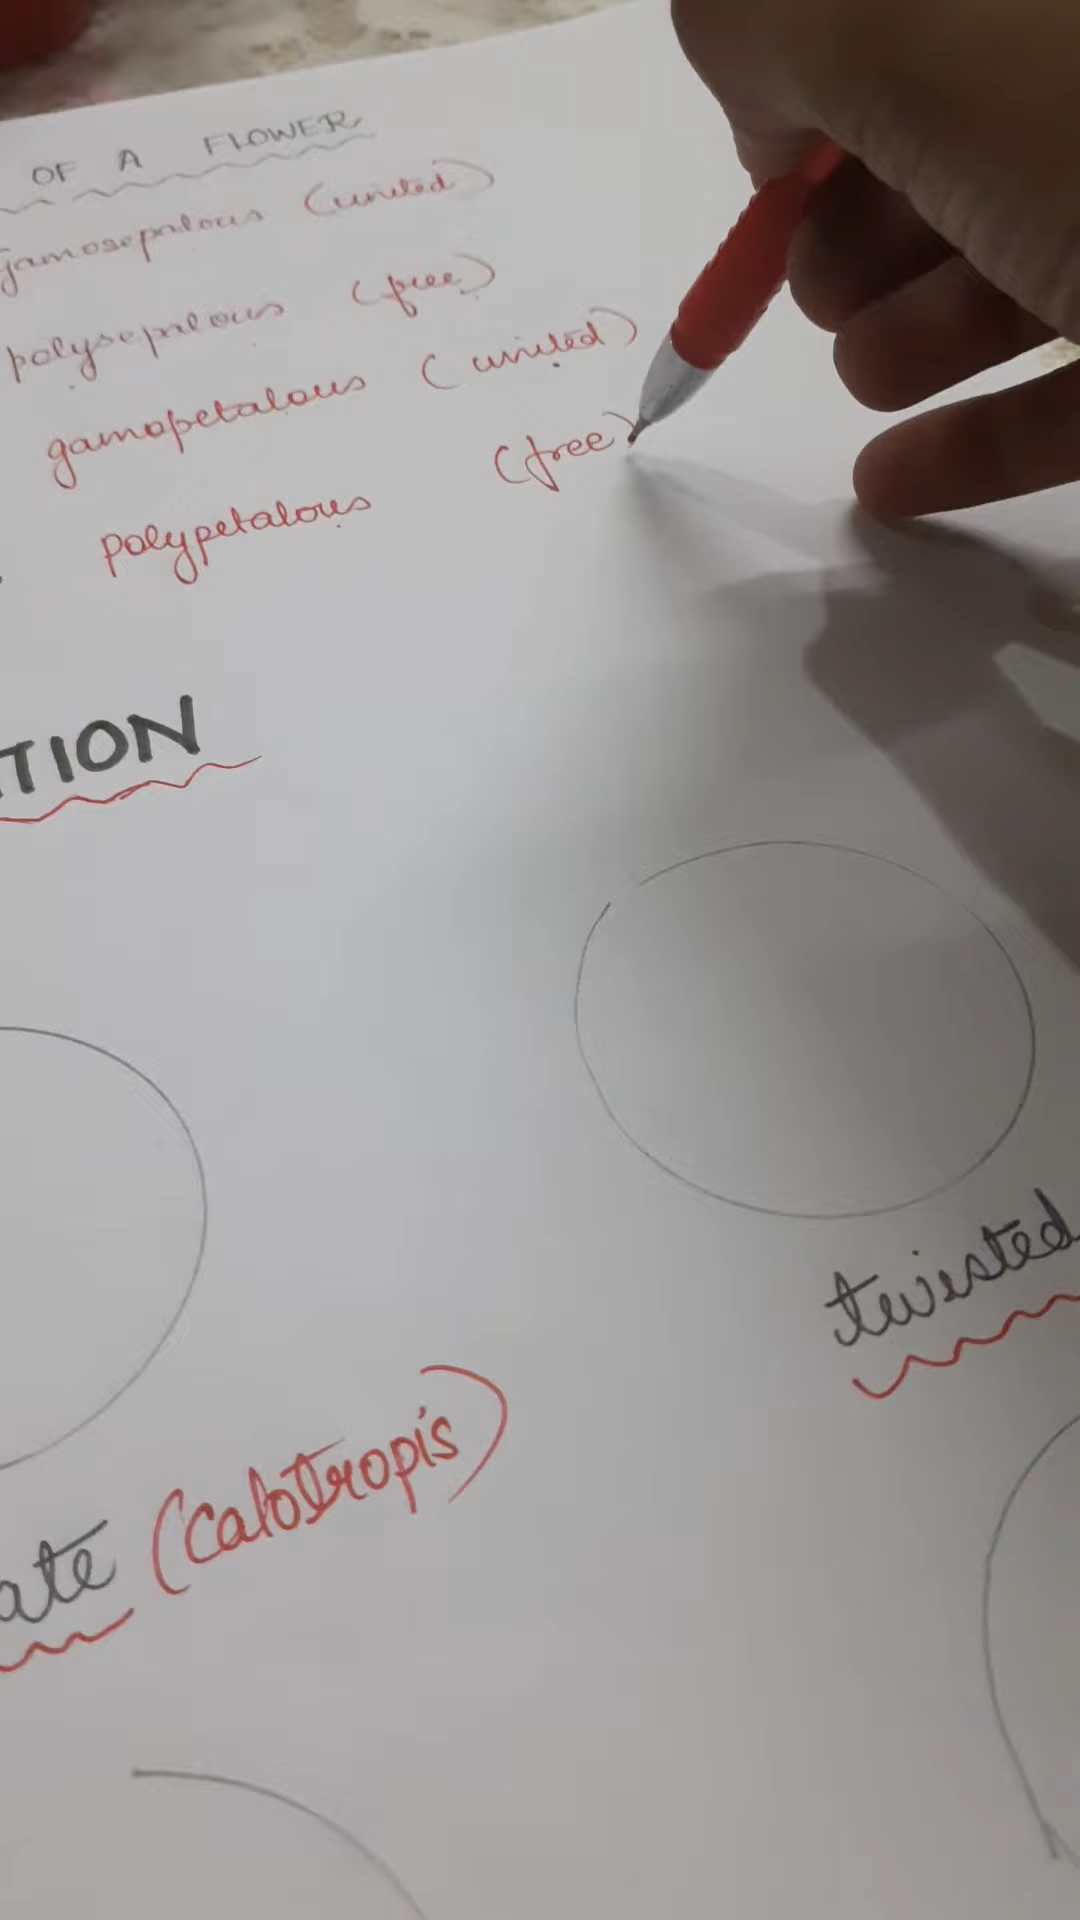 OF A FLOWER
gamosepalous (united)
polysepalous (free)
gamopetalous (united)
polypetalous (free)
TION
twisted
ate (calotropis)